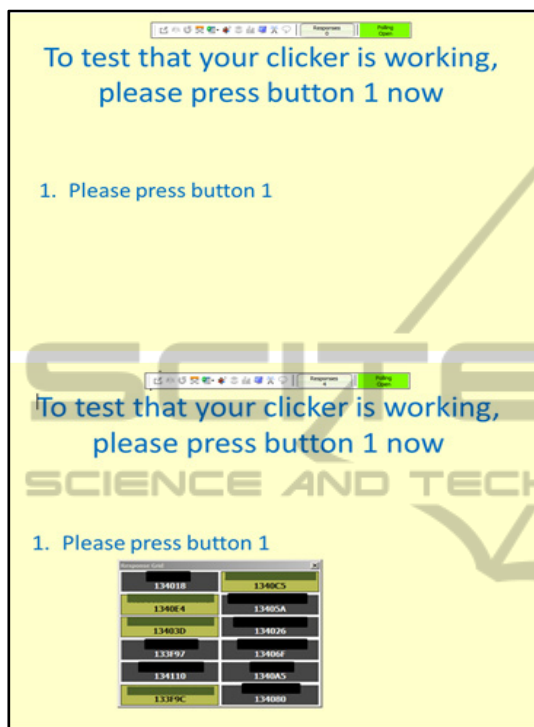 Responses
0
Polling
Open
To test that your clicker is working,
please press button 1 now
1. Please press button 1
SCITE
Responses
4
Polling
Open
To test that your clicker is working,
please press button 1 now
SCIENCE AND TECH
1. Please press button 1
Response Grid
134018 1340C5
1340E4 13405A
13403D 134026
133F97 13406F
134110 1340A5
133F9C 134080